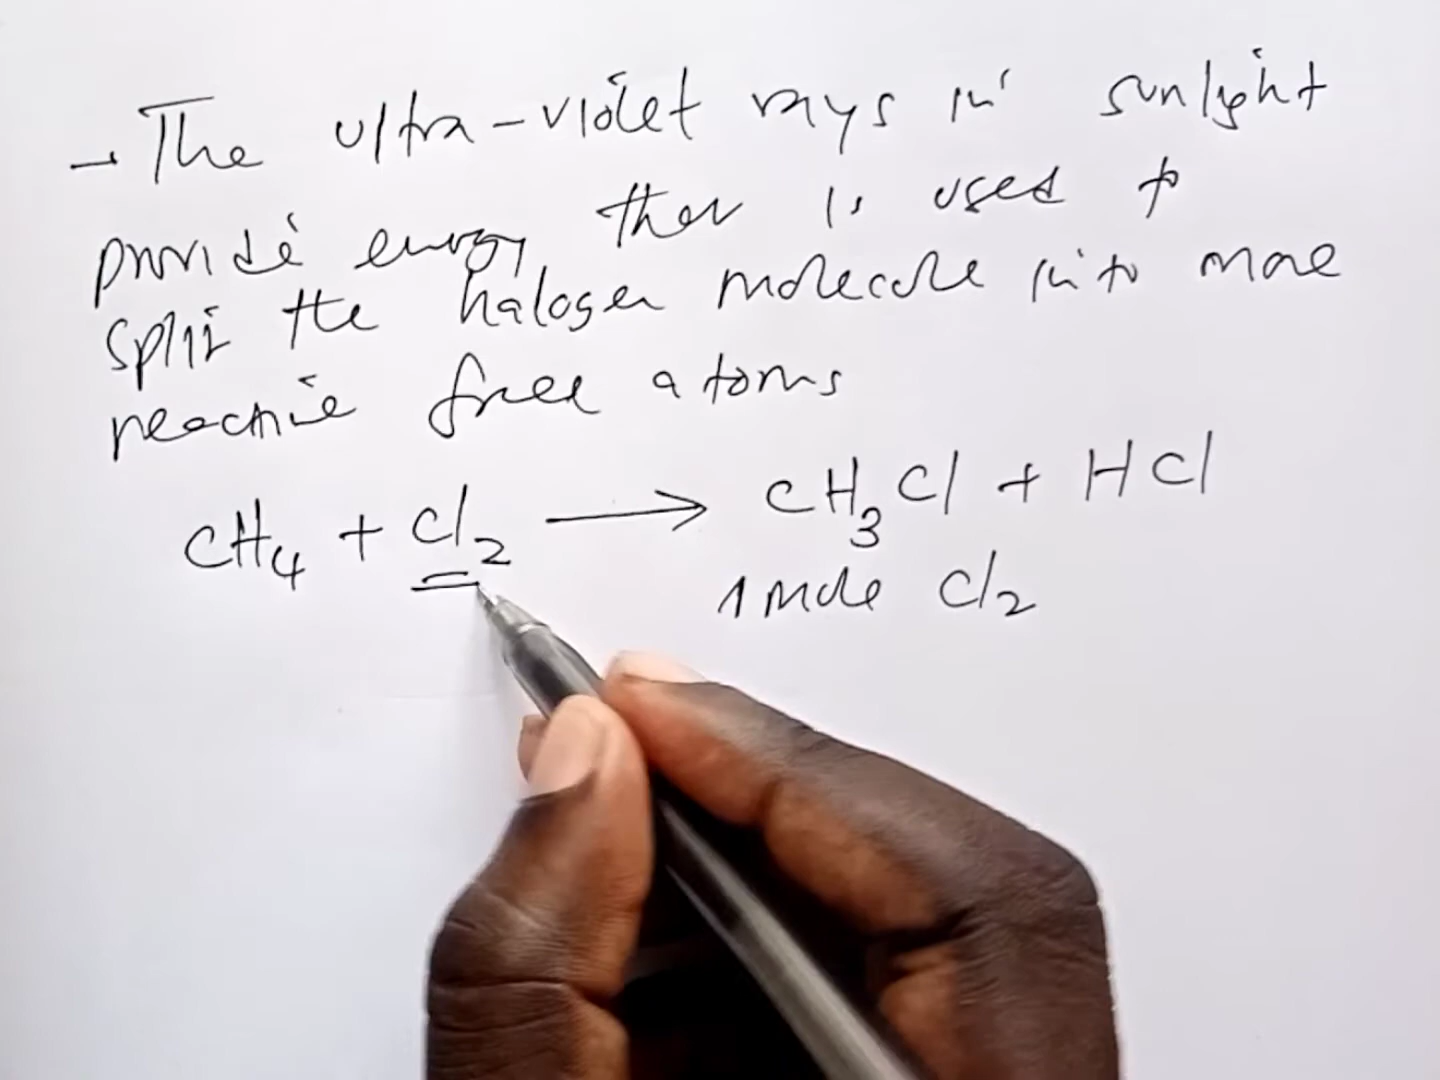 → The ultra-violet rays in sunlight
provide energy that is used to
split the halogen molecule into more
reactive free atoms
CH₄ + Cl₂ → CH₃Cl + HCl
1 mole Cl₂